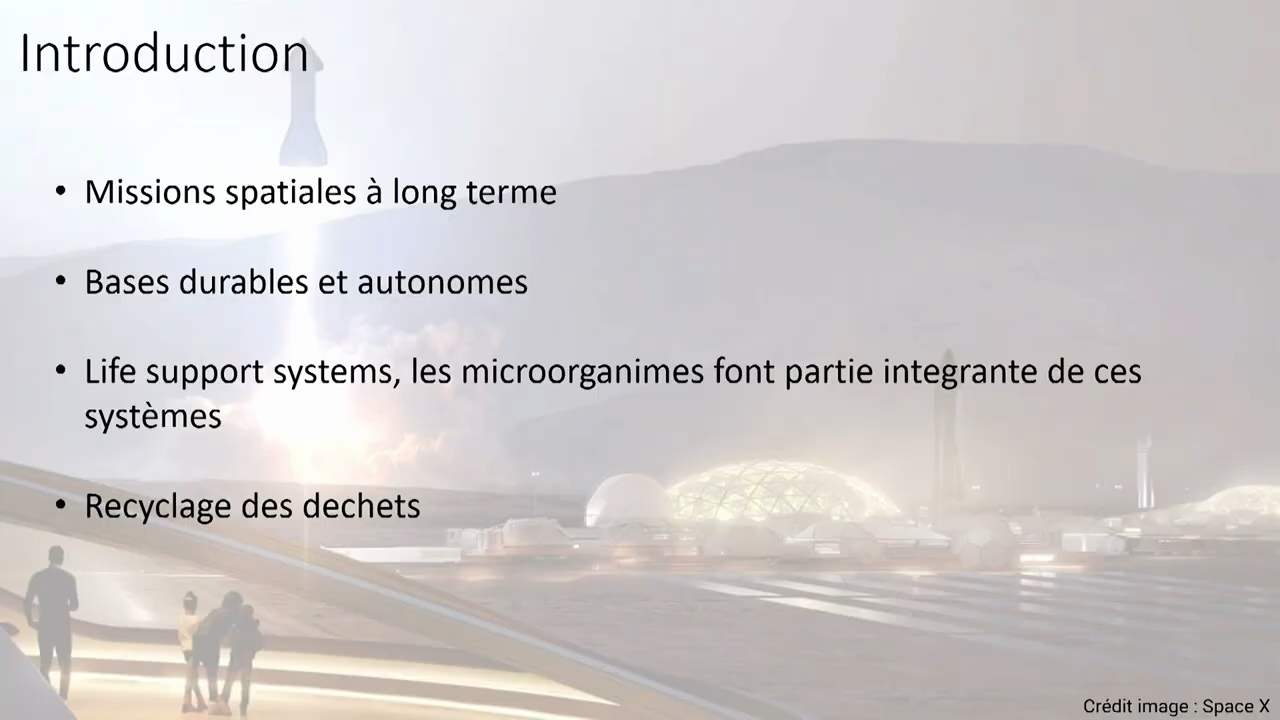 Introduction
• Missions spatiales à long terme
• Bases durables et autonomes
• Life support systems, les microorganimes font partie integrante de ces
systèmes
• Recyclage des dechets
Crédit image : Space X